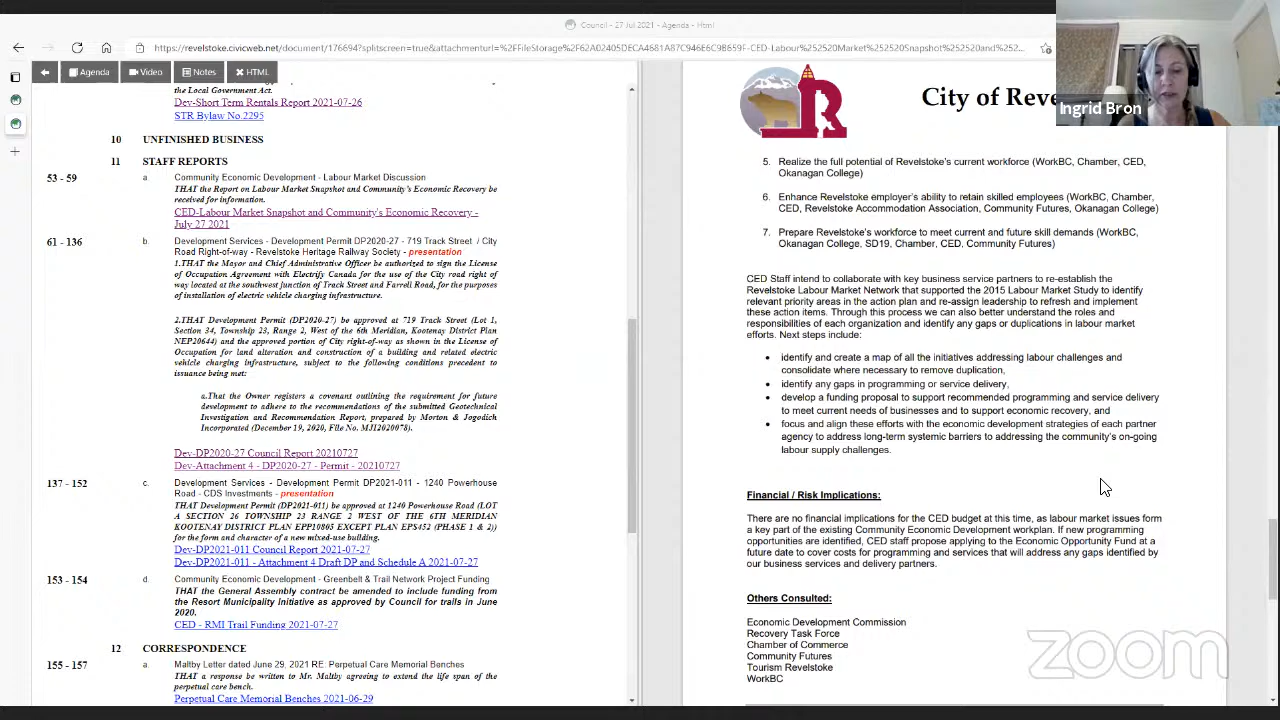 Council - 27 Jul 2021 - Agenda - Html
https://revelstoke.civicweb.net/document/176694?splitscreen=true&attachmenturl=%2FFileStorage%2F62A02405DECA4681A87C946E6C9B659F-CED-Labour%252520Market%252520Snapshot%252520and%252...
Agenda
Video
Notes
HTML
the Local Government Act.
Dev-Short Term Rentals Report 2021-07-26
STR Bylaw No.2295
10 UNFINISHED BUSINESS
11 STAFF REPORTS
53 - 59 a. Community Economic Development - Labour Market Discussion
THAT the Report on Labour Market Snapshot and Community's Economic Recovery be
received for information.
CED-Labour Market Snapshot and Community's Economic Recovery -
July 27 2021
61 - 136 b. Development Services - Development Permit DP2020-27 - 719 Track Street / City
Road Right-of-way - Revelstoke Heritage Railway Society - presentation
1.THAT the Mayor and Chief Administrative Officer be authorized to sign the License
of Occupation Agreement with Electrify Canada for the use of the City road right of
way located at the southwest junction of Track Street and Farrell Road, for the purposes
of installation of electric vehicle charging infrastructure.
2.THAT Development Permit (DP2020-27) be approved at 719 Track Street (Lot 1,
Section 34, Township 23, Range 2, West of the 6th Meridian, Kootenay District Plan
NEP20644) and the approved portion of City right-of-way as shown in the License of
Occupation for land alteration and construction of a building and related electric
vehicle charging infrastructure, subject to the following conditions precedent to
issuance being met:
a.That the Owner registers a covenant outlining the requirement for future
development to adhere to the recommendations of the submitted Geotechnical
Investigation and Recommendation Report, prepared by Morton & Jogodich
Incorporated (December 19, 2020, File No. MJI2020078).
Dev-DP2020-27 Council Report 20210727
Dev-Attachment 4 - DP2020-27 - Permit - 20210727
137 - 152 c. Development Services - Development Permit DP2021-011 - 1240 Powerhouse
Road - CDS Investments - presentation
THAT Development Permit (DP2021-011) be approved at 1240 Powerhouse Road (LOT
A SECTION 26 TOWNSHIP 23 RANGE 2 WEST OF THE 6TH MERIDIAN
KOOTENAY DISTRICT PLAN EPP10805 EXCEPT PLAN EPS452 (PHASE 1 & 2))
for the form and character of a new mixed-use building.
Dev-DP2021-011 Council Report 2021-07-27
Dev-DP2021-011 - Attachment 4 Draft DP and Schedule A 2021-07-27
153 - 154 d. Community Economic Development - Greenbelt & Trail Network Project Funding
THAT the General Assembly contract be amended to include funding from
the Resort Municipality Initiative as approved by Council for trails in June
2020.
CED - RMI Trail Funding 2021-07-27
12 CORRESPONDENCE
155 - 157 a. Maltby Letter dated June 29, 2021 RE: Perpetual Care Memorial Benches
THAT a response be written to Mr. Maltby agreeing to extend the life span of the
perpetual care bench.
Perpetual Care Memorial Benches 2021-06-29
R
City of Reve
Ingrid Bron
5. Realize the full potential of Revelstoke's current workforce (WorkBC, Chamber, CED,
Okanagan College)
6. Enhance Revelstoke employer's ability to retain skilled employees (WorkBC, Chamber,
CED, Revelstoke Accommodation Association, Community Futures, Okanagan College)
7. Prepare Revelstoke's workforce to meet current and future skill demands (WorkBC,
Okanagan College, SD19, Chamber, CED, Community Futures)
CED Staff intend to collaborate with key business service partners to re-establish the
Revelstoke Labour Market Network that supported the 2015 Labour Market Study to identify
relevant priority areas in the action plan and re-assign leadership to refresh and implement
these action items. Through this process we can also better understand the roles and
responsibilities of each organization and identify any gaps or duplications in labour market
efforts. Next steps include:
• identify and create a map of all the initiatives addressing labour challenges and
consolidate where necessary to remove duplication,
• identify any gaps in programming or service delivery,
• develop a funding proposal to support recommended programming and service delivery
to meet current needs of businesses and to support economic recovery, and
• focus and align these efforts with the economic development strategies of each partner
agency to address long-term systemic barriers to addressing the community's on-going
labour supply challenges.
Financial / Risk Implications:
There are no financial implications for the CED budget at this time, as labour market issues form
a key part of the existing Community Economic Development workplan. If new programming
opportunities are identified, CED staff propose applying to the Economic Opportunity Fund at a
future date to cover costs for programming and services that will address any gaps identified by
our business services and delivery partners.
Others Consulted:
Economic Development Commission
Recovery Task Force
Chamber of Commerce
Community Futures
Tourism Revelstoke
WorkBC
zoom